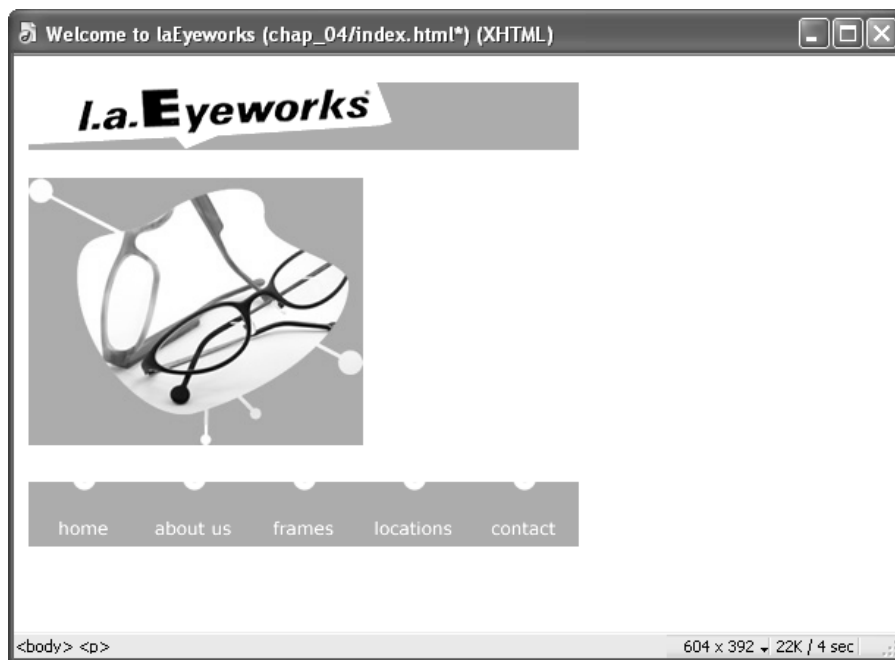 Welcome to laEyeworks (chap_04/index.html*) (XHTML)
l.a.Eyeworks
home about us frames locations contact
<body> <p> 604 x 392 22K / 4 sec